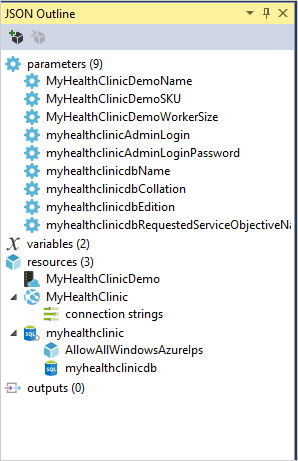 JSON Outline
parameters (9)
MyHealthClinicDemoName
MyHealthClinicDemoSKU
MyHealthClinicDemoWorkerSize
myhealthclinicAdminLogin
myhealthclinicAdminLoginPassword
myhealthclinicdbName
myhealthclinicdbCollation
myhealthclinicdbEdition
myhealthclinicdbRequestedServiceObjectiveNa
variables (2)
resources (3)
MyHealthClinicDemo
MyHealthClinic
connection strings
myhealthclinic
AllowAllWindowsAzureIps
myhealthclinicdb
outputs (0)